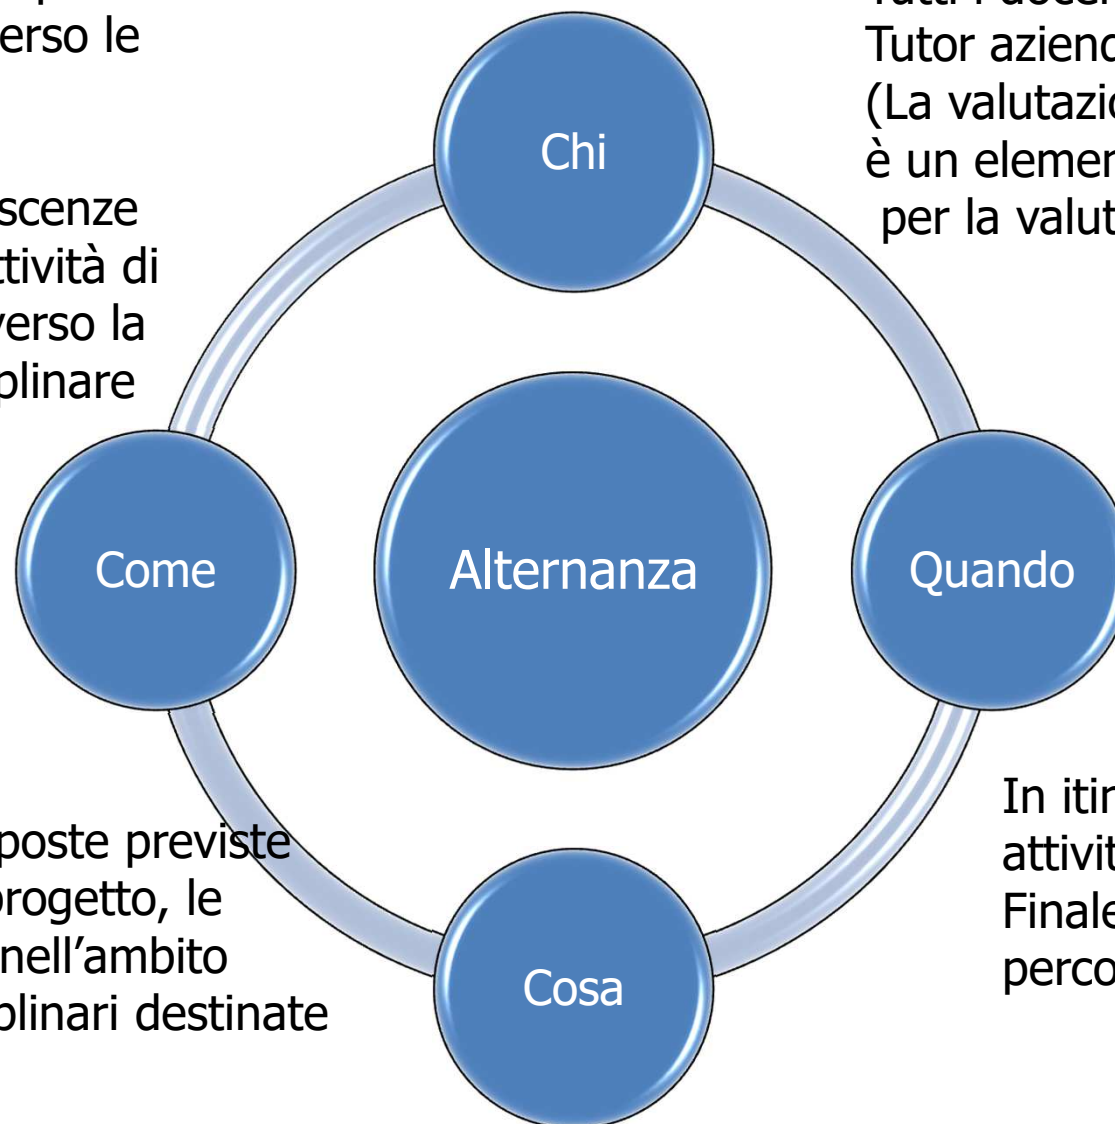 erso le
Tutor aziend
(La valutazio
è un elemen
per la valut
Chi
scenze
ttività di
verso la
plinare
Come
Alternanza
Quando
poste previste
progetto, le
nell’ambito
plinari destinate
In itin
attivit
Finale
perco
Cosa